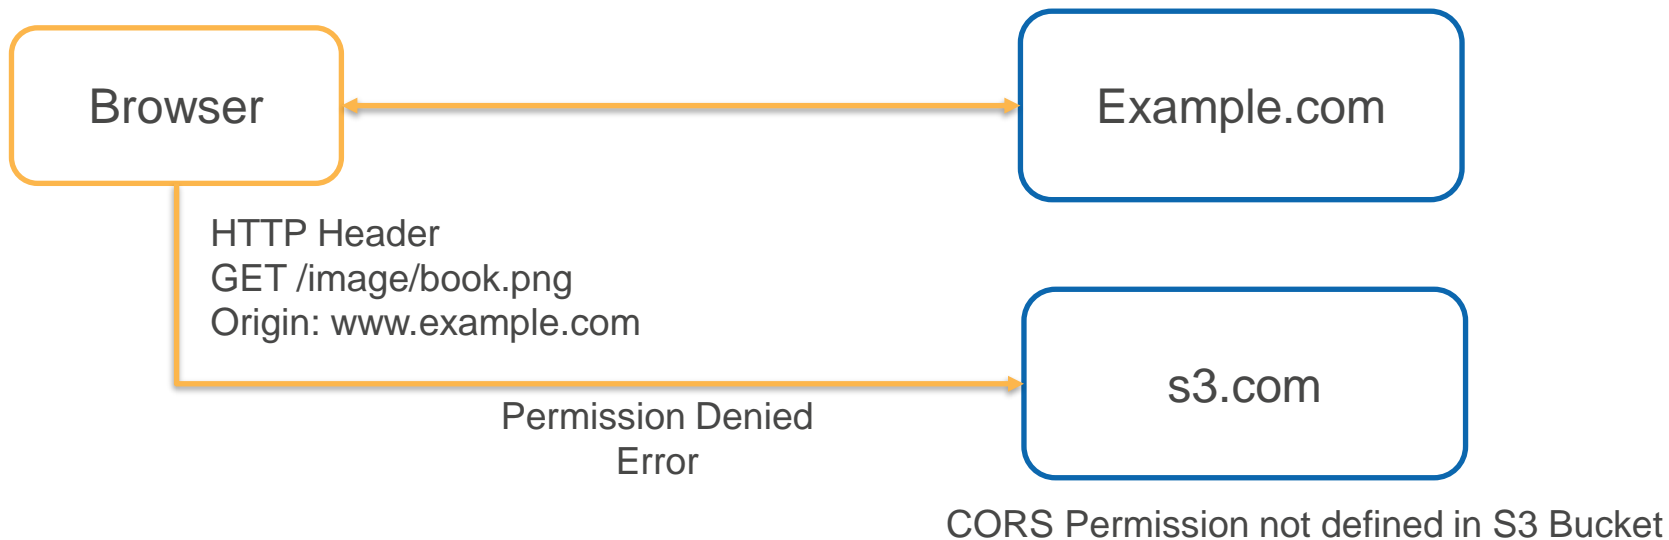 Browser
Example.com
HTTP Header
GET /image/book.png
Origin: www.example.com
s3.com
Permission Denied
Error
CORS Permission not defined in S3 Bucket